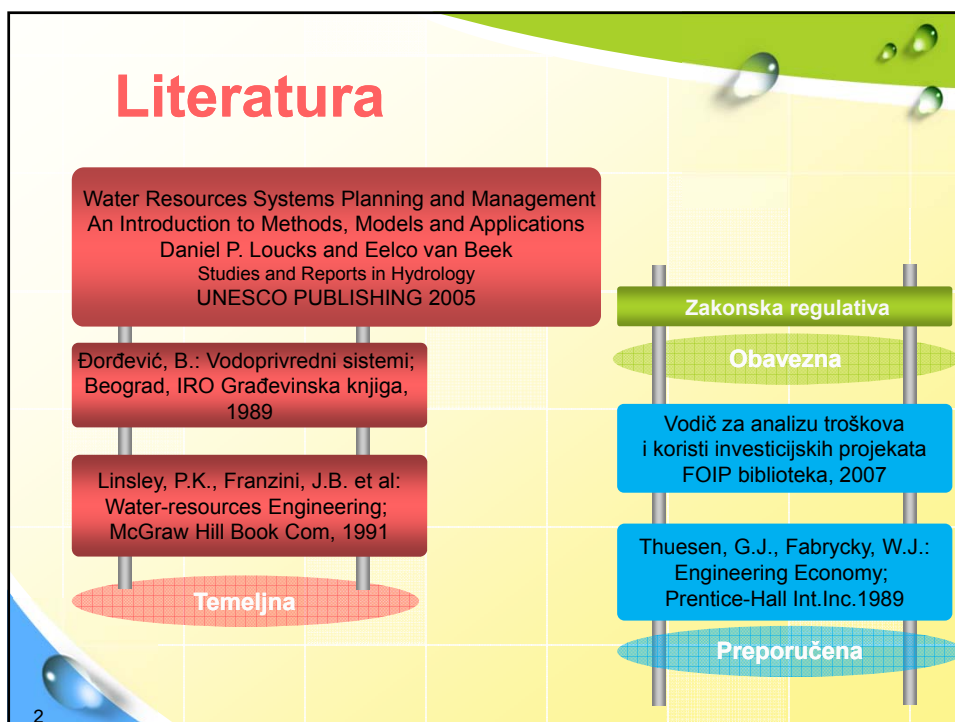 Literatura
Water Resources Systems Planning and Management
An Introduction to Methods, Models and Applications
Daniel P. Loucks and Eelco van Beek
Studies and Reports in Hydrology
UNESCO PUBLISHING 2005
Đorđević, B.: Vodoprivredni sistemi;
Beograd, IRO Građevinska knjiga,
1989
Linsley, P.K., Franzini, J.B. et al:
Water-resources Engineering;
McGraw Hill Book Com, 1991
Temeljna
Zakonska regulativa
Obavezna
Vodič za analizu troškova
i koristi investicijskih projekata
FOIP biblioteka, 2007
Thuesen, G.J., Fabrycky, W.J.:
Engineering Economy;
Prentice-Hall Int.Inc.1989
Preporučena
2